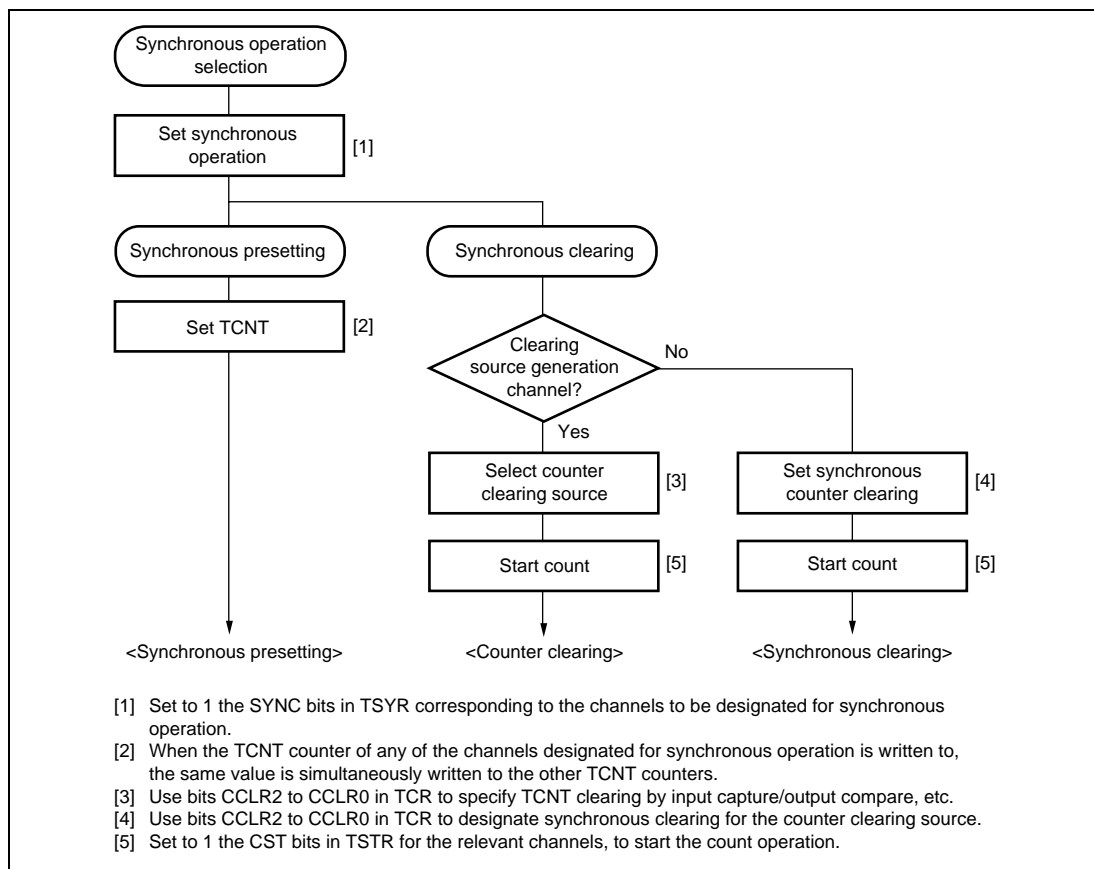 Synchronous operation
selection
Set synchronous
operation
[1]
Synchronous presetting
Synchronous clearing
Set TCNT
[2]
Clearing
source generation
channel?
No
Yes
Select counter
clearing source
[3]
Set synchronous
counter clearing
[4]
Start count
[5]
Start count
[5]
<Synchronous presetting>
<Counter clearing>
<Synchronous clearing>
[1] Set to 1 the SYNC bits in TSYR corresponding to the channels to be designated for synchronous
operation.
[2] When the TCNT counter of any of the channels designated for synchronous operation is written to,
the same value is simultaneously written to the other TCNT counters.
[3] Use bits CCLR2 to CCLR0 in TCR to specify TCNT clearing by input capture/output compare, etc.
[4] Use bits CCLR2 to CCLR0 in TCR to designate synchronous clearing for the counter clearing source.
[5] Set to 1 the CST bits in TSTR for the relevant channels, to start the count operation.